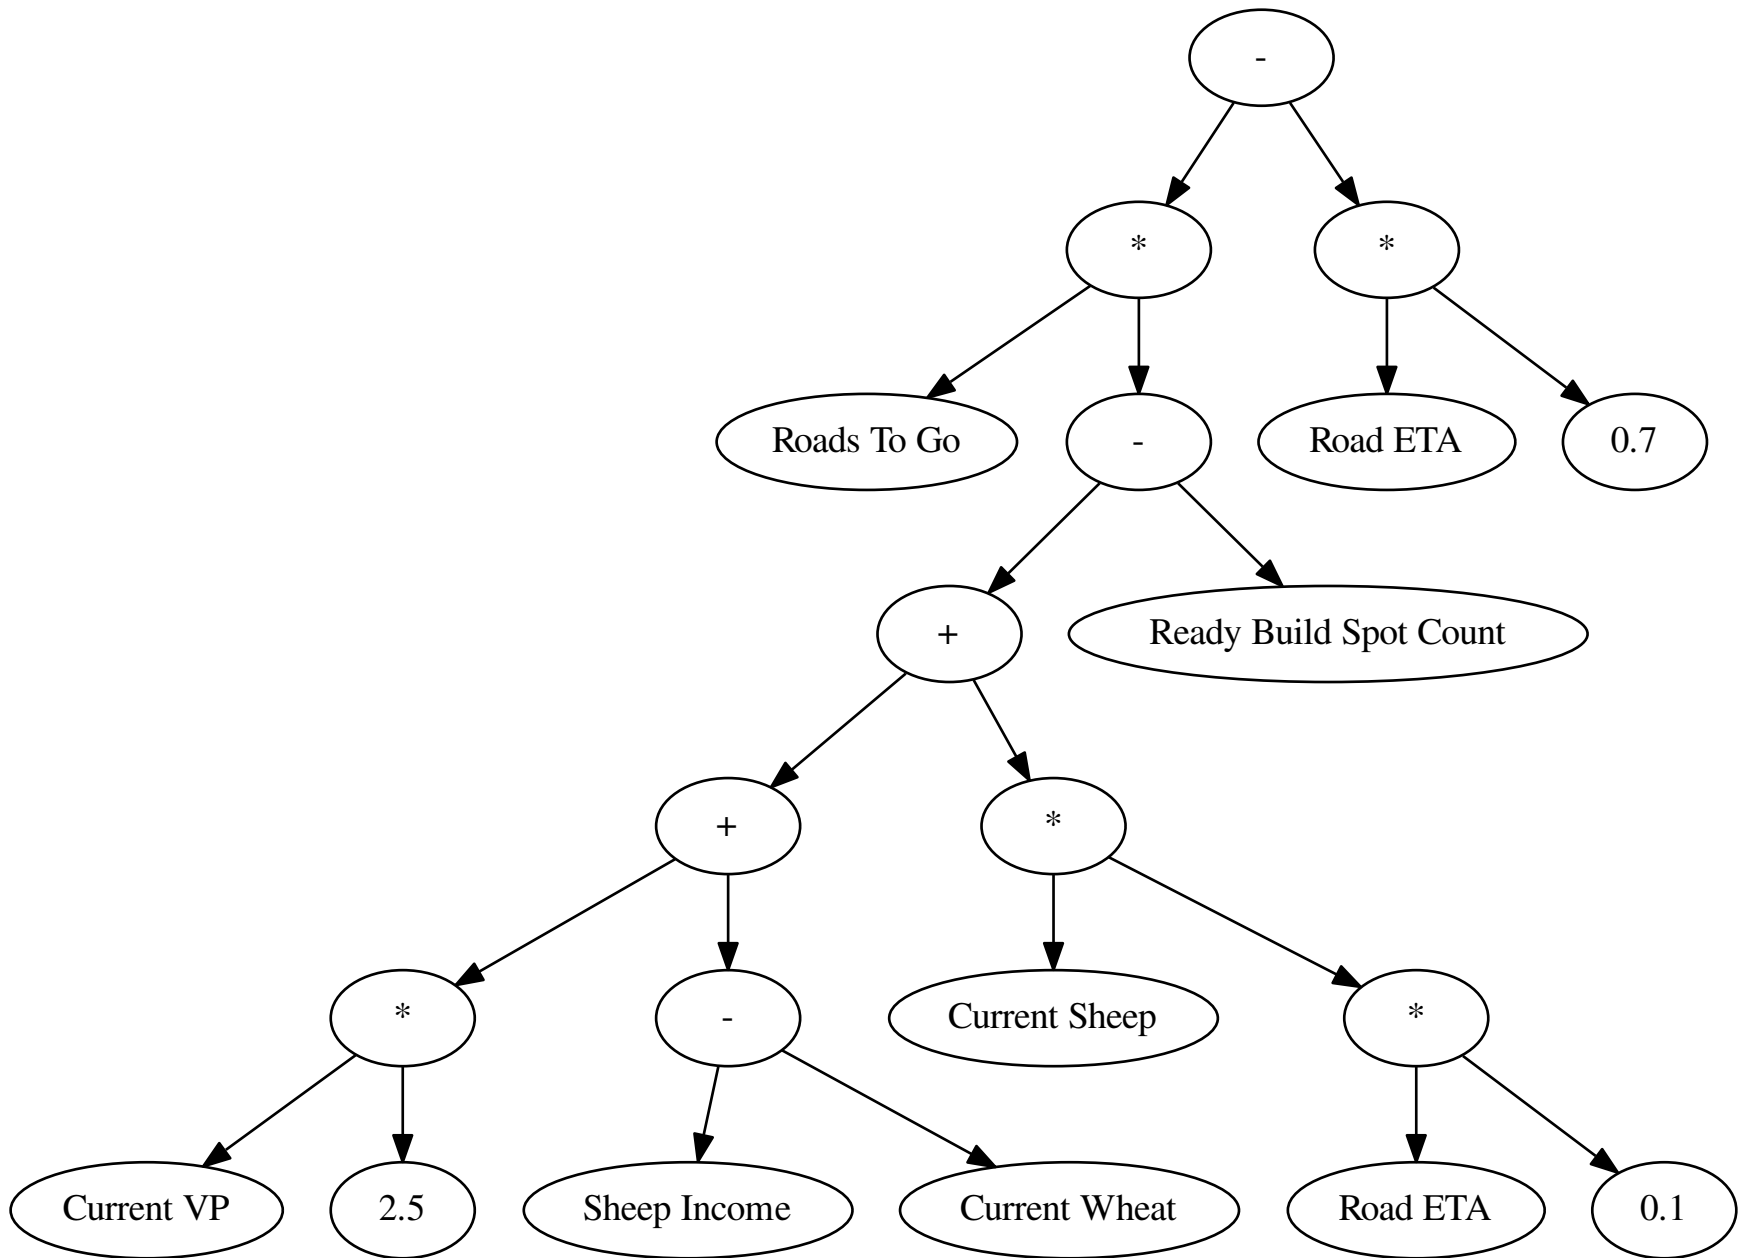 -
*
*
Roads To Go
-
Road ETA
0.7
+
Ready Build Spot Count
+
*
*
-
Current Sheep
*
Current VP
2.5
Sheep Income
Current Wheat
Road ETA
0.1